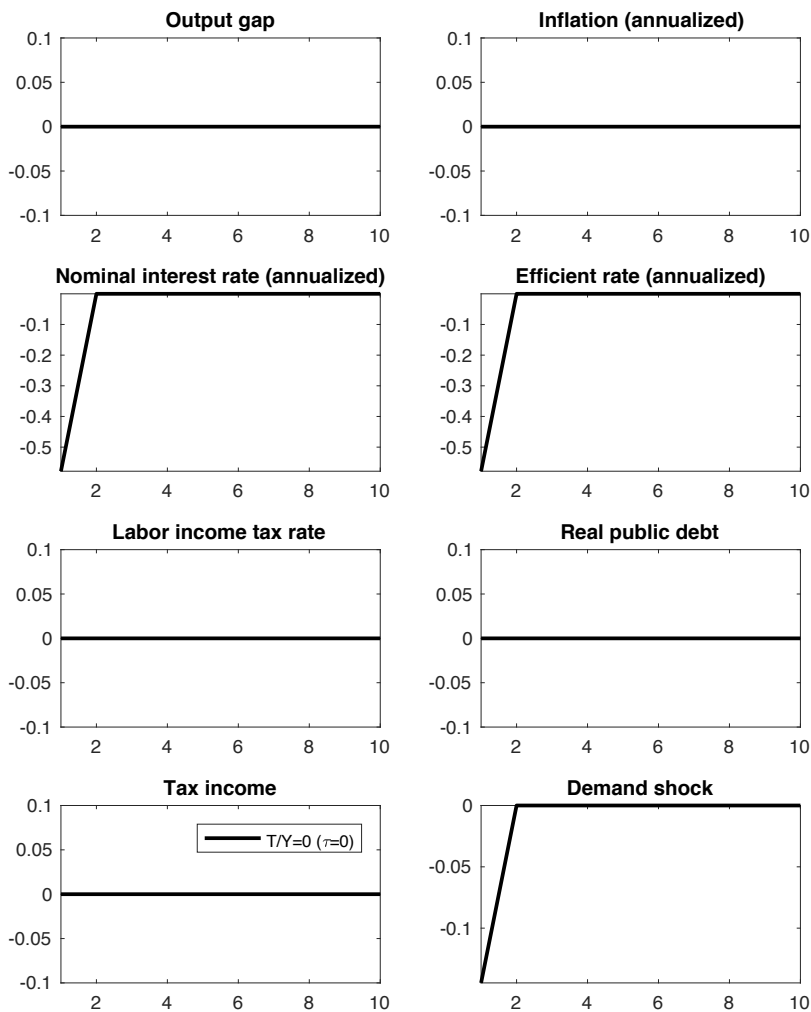 Output gap
0.1
0.05
0
-0.05
-0.1
2 4 6 8 10
Inflation (annualized)
0.1
0.05
0
-0.05
-0.1
2 4 6 8 10
Nominal interest rate (annualized)
-0.1
-0.2
-0.3
-0.4
-0.5
2 4 6 8 10
Efficient rate (annualized)
-0.1
-0.2
-0.3
-0.4
-0.5
2 4 6 8 10
Labor income tax rate
0.1
0.05
0
-0.05
-0.1
2 4 6 8 10
Real public debt
0.1
0.05
0
-0.05
-0.1
2 4 6 8 10
Tax income
0.1
T/Y=0 (τ=0)
0.05
0
-0.05
-0.1
2 4 6 8 10
Demand shock
0
-0.05
-0.1
2 4 6 8 10